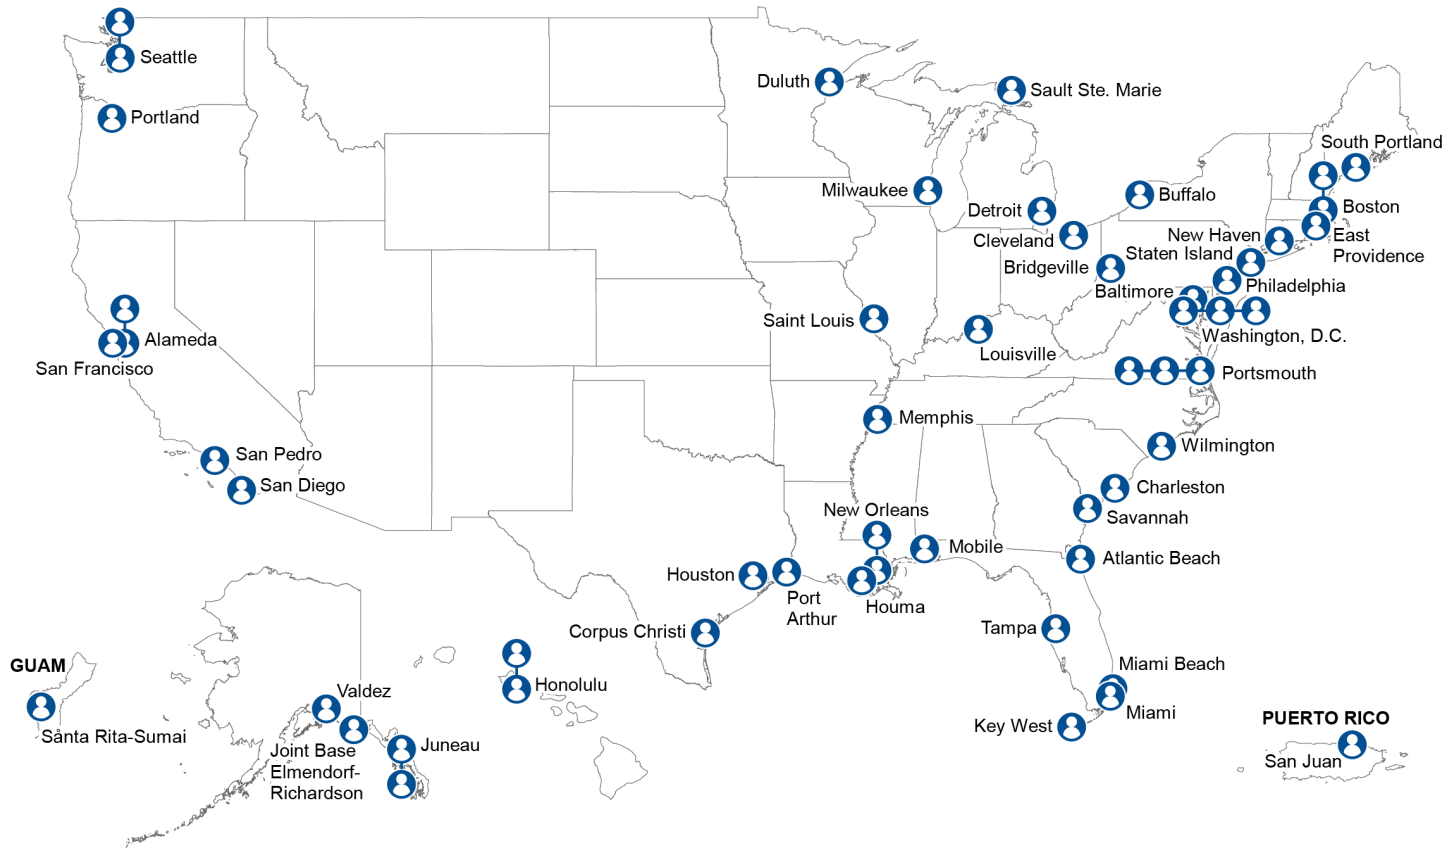 Seattle
Portland
Duluth
Sault Ste. Marie
South Portland
Milwaukee
Buffalo
Detroit
Boston
Cleveland
New Haven
East
Providence
Staten Island
Bridgeville
Baltimore
Philadelphia
Saint Louis
Washington, D.C.
Alameda
San Francisco
Louisville
Portsmouth
Memphis
Wilmington
San Pedro
San Diego
Charleston
Savannah
New Orleans
Mobile
Atlantic Beach
Houston
Port
Arthur
Houma
Corpus Christi
Tampa
Miami Beach
Miami
Key West
GUAM
Santa Rita-Sumai
Valdez
Joint Base
Elmendorf-
Richardson
Juneau
Honolulu
PUERTO RICO
San Juan